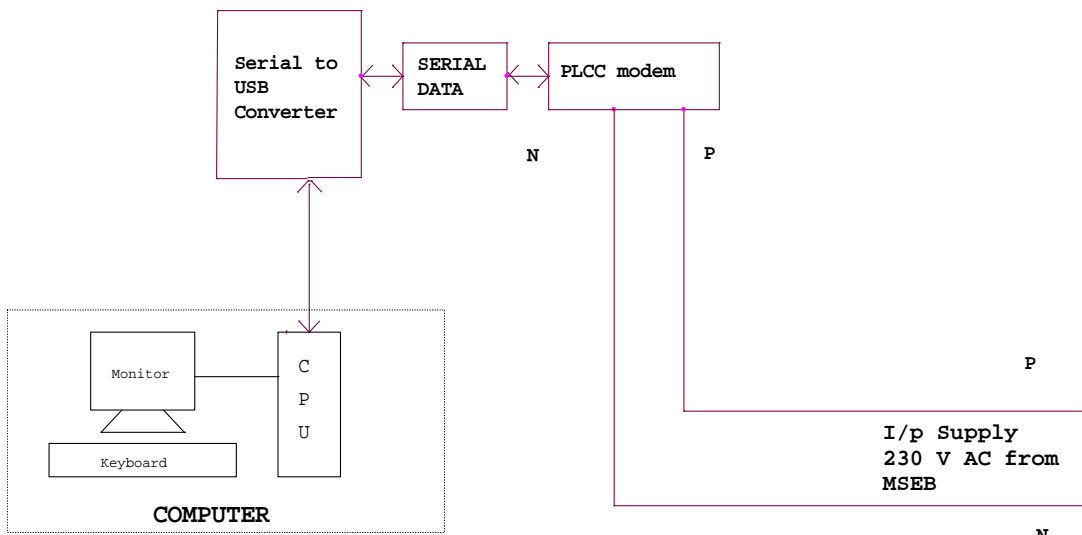 Serial to
USB
Converter
SERIAL
DATA
PLCC modem
N
P
Monitor
C
P
U
Keyboard
COMPUTER
P
I/p Supply
230 V AC from
MSEB
N